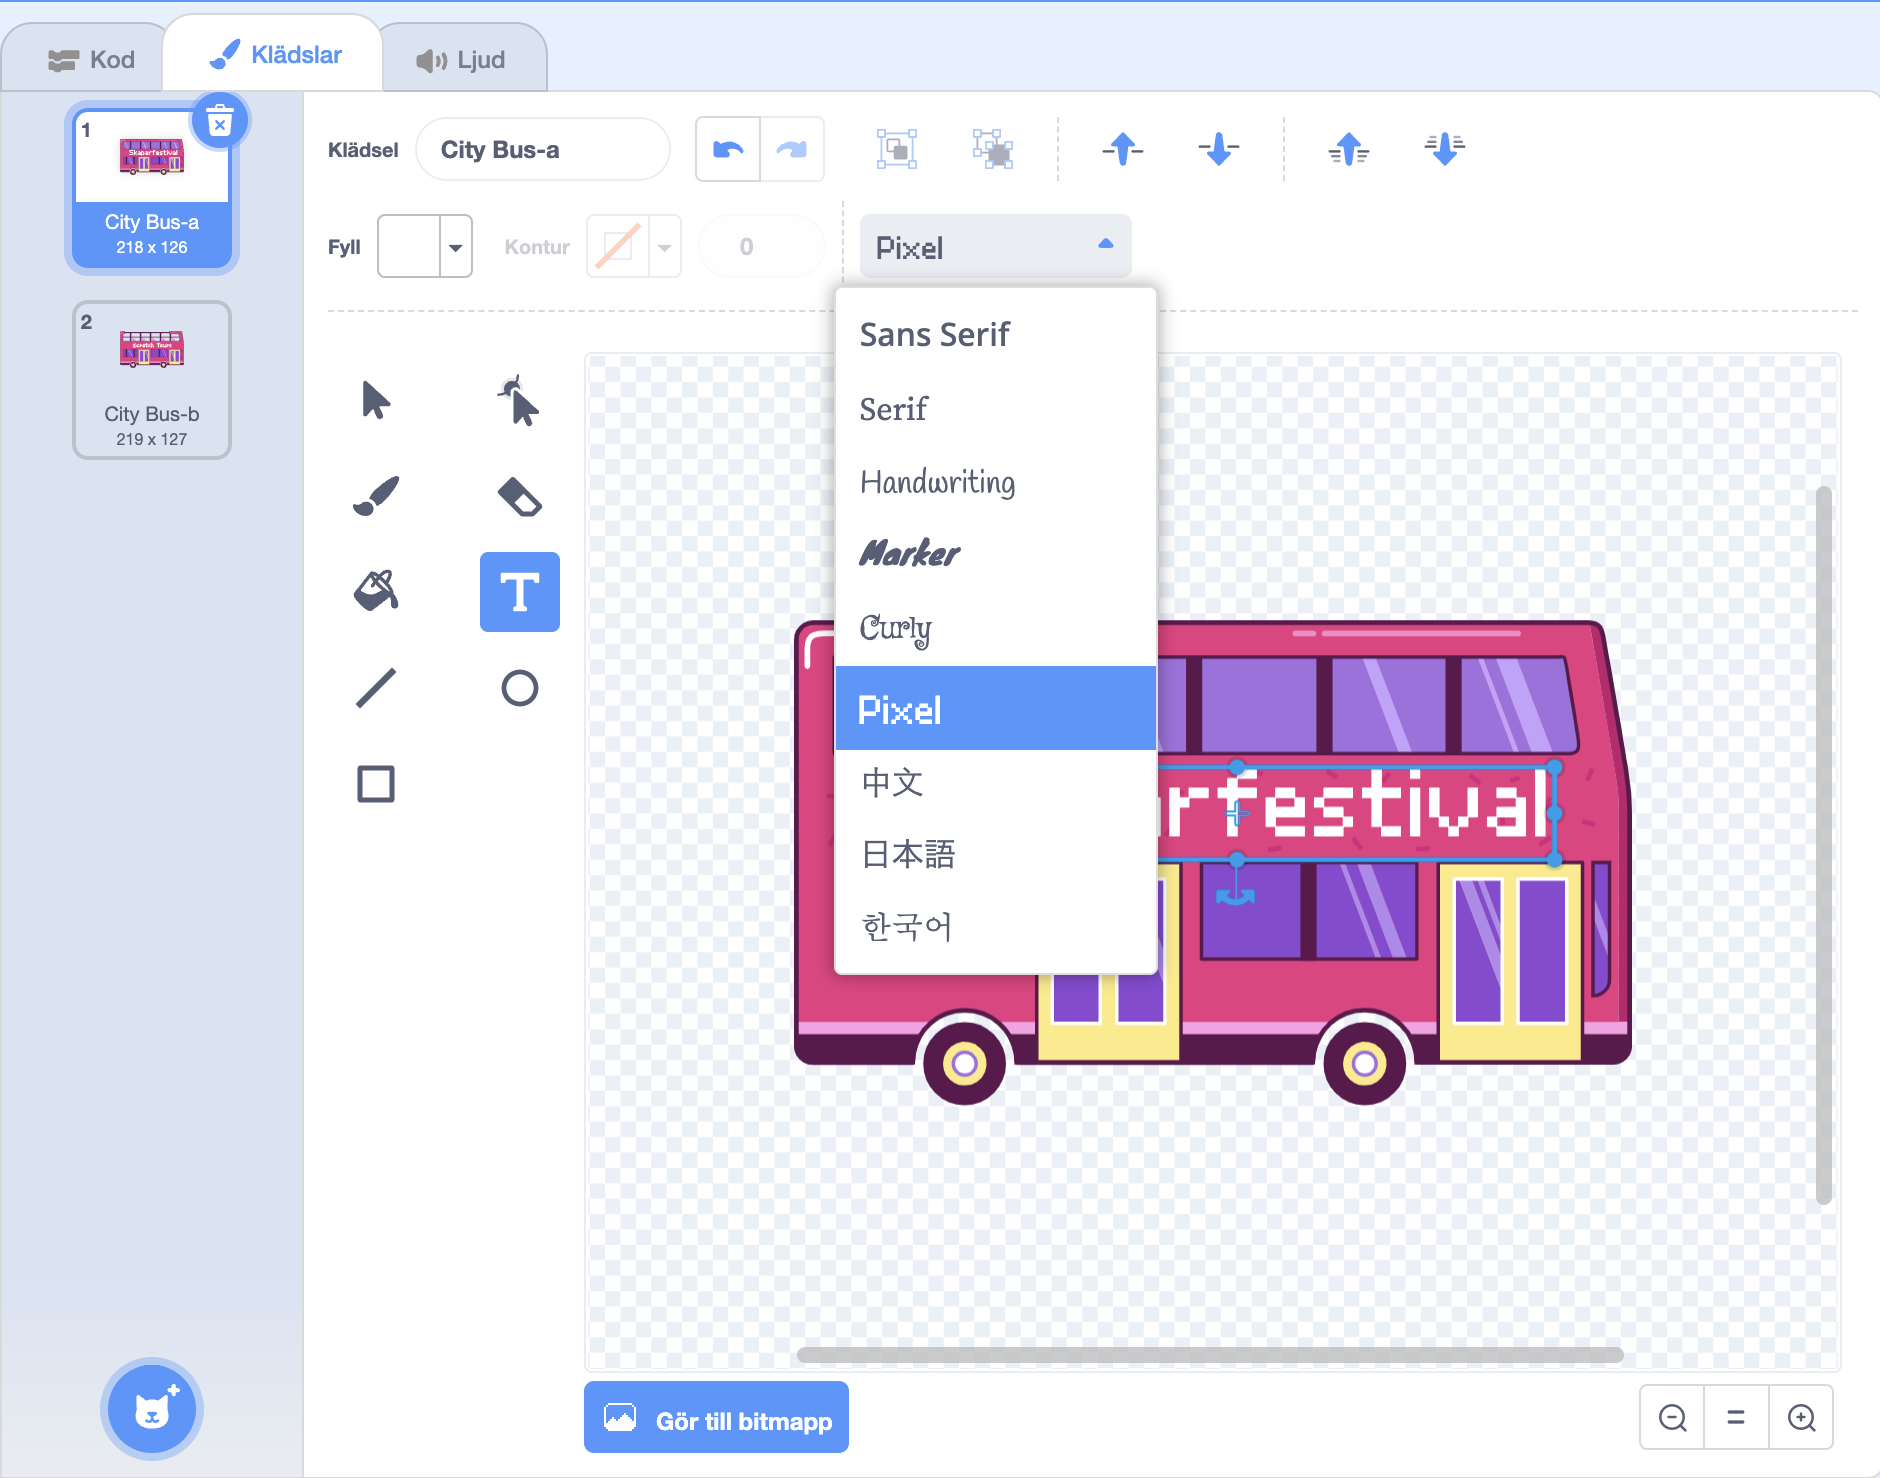 Kod
Klädslar
Ljud
1
Skaparfestival
City Bus-a
218 x 126
2
Scratch Tours
City Bus-b
219 x 127
Klädsel
City Bus-a
Fyll
Kontur
0
Pixel
Sans Serif
Serif
Handwriting
Marker
Curly
Pixel
中文
日本語
한국어
rfestival
T
Gör till bitmapp